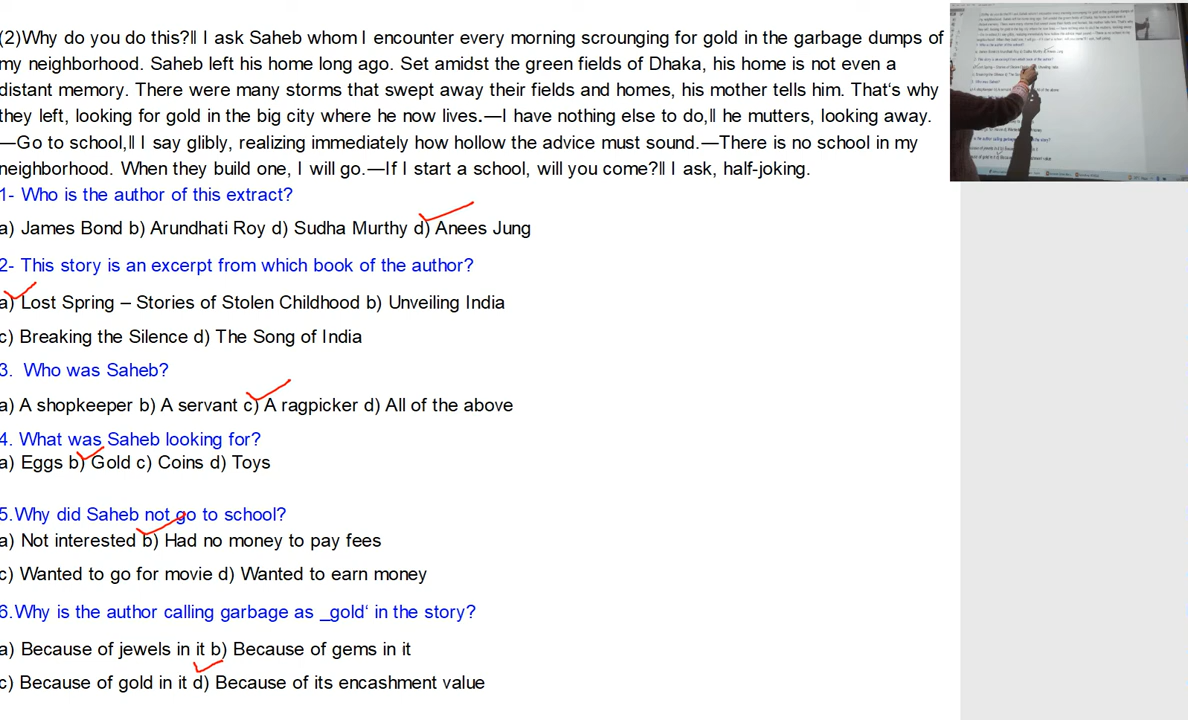 (2)Why do you do this?‖ I ask Saheb whom I encounter every morning scrounging for gold in the garbage dumps of
my neighborhood. Saheb left his home long ago. Set amidst the green fields of Dhaka, his home is not even a
distant memory. There were many storms that swept away their fields and homes, his mother tells him. That‘s why
they left, looking for gold in the big city where he now lives.―I have nothing else to do,‖ he mutters, looking away.
―Go to school,‖ I say glibly, realizing immediately how hollow the advice must sound.―There is no school in my
neighborhood. When they build one, I will go.―If I start a school, will you come?‖ I ask, half-joking.
1- Who is the author of this extract?
a) James Bond b) Arundhati Roy d) Sudha Murthy d) Anees Jung
2- This story is an excerpt from which book of the author?
a) Lost Spring – Stories of Stolen Childhood b) Unveiling India
c) Breaking the Silence d) The Song of India
3. Who was Saheb?
a) A shopkeeper b) A servant c) A ragpicker d) All of the above
4. What was Saheb looking for?
a) Eggs b) Gold c) Coins d) Toys
5.Why did Saheb not go to school?
a) Not interested b) Had no money to pay fees
c) Wanted to go for movie d) Wanted to earn money
6.Why is the author calling garbage as _gold‘ in the story?
a) Because of jewels in it b) Because of gems in it
c) Because of gold in it d) Because of its encashment value